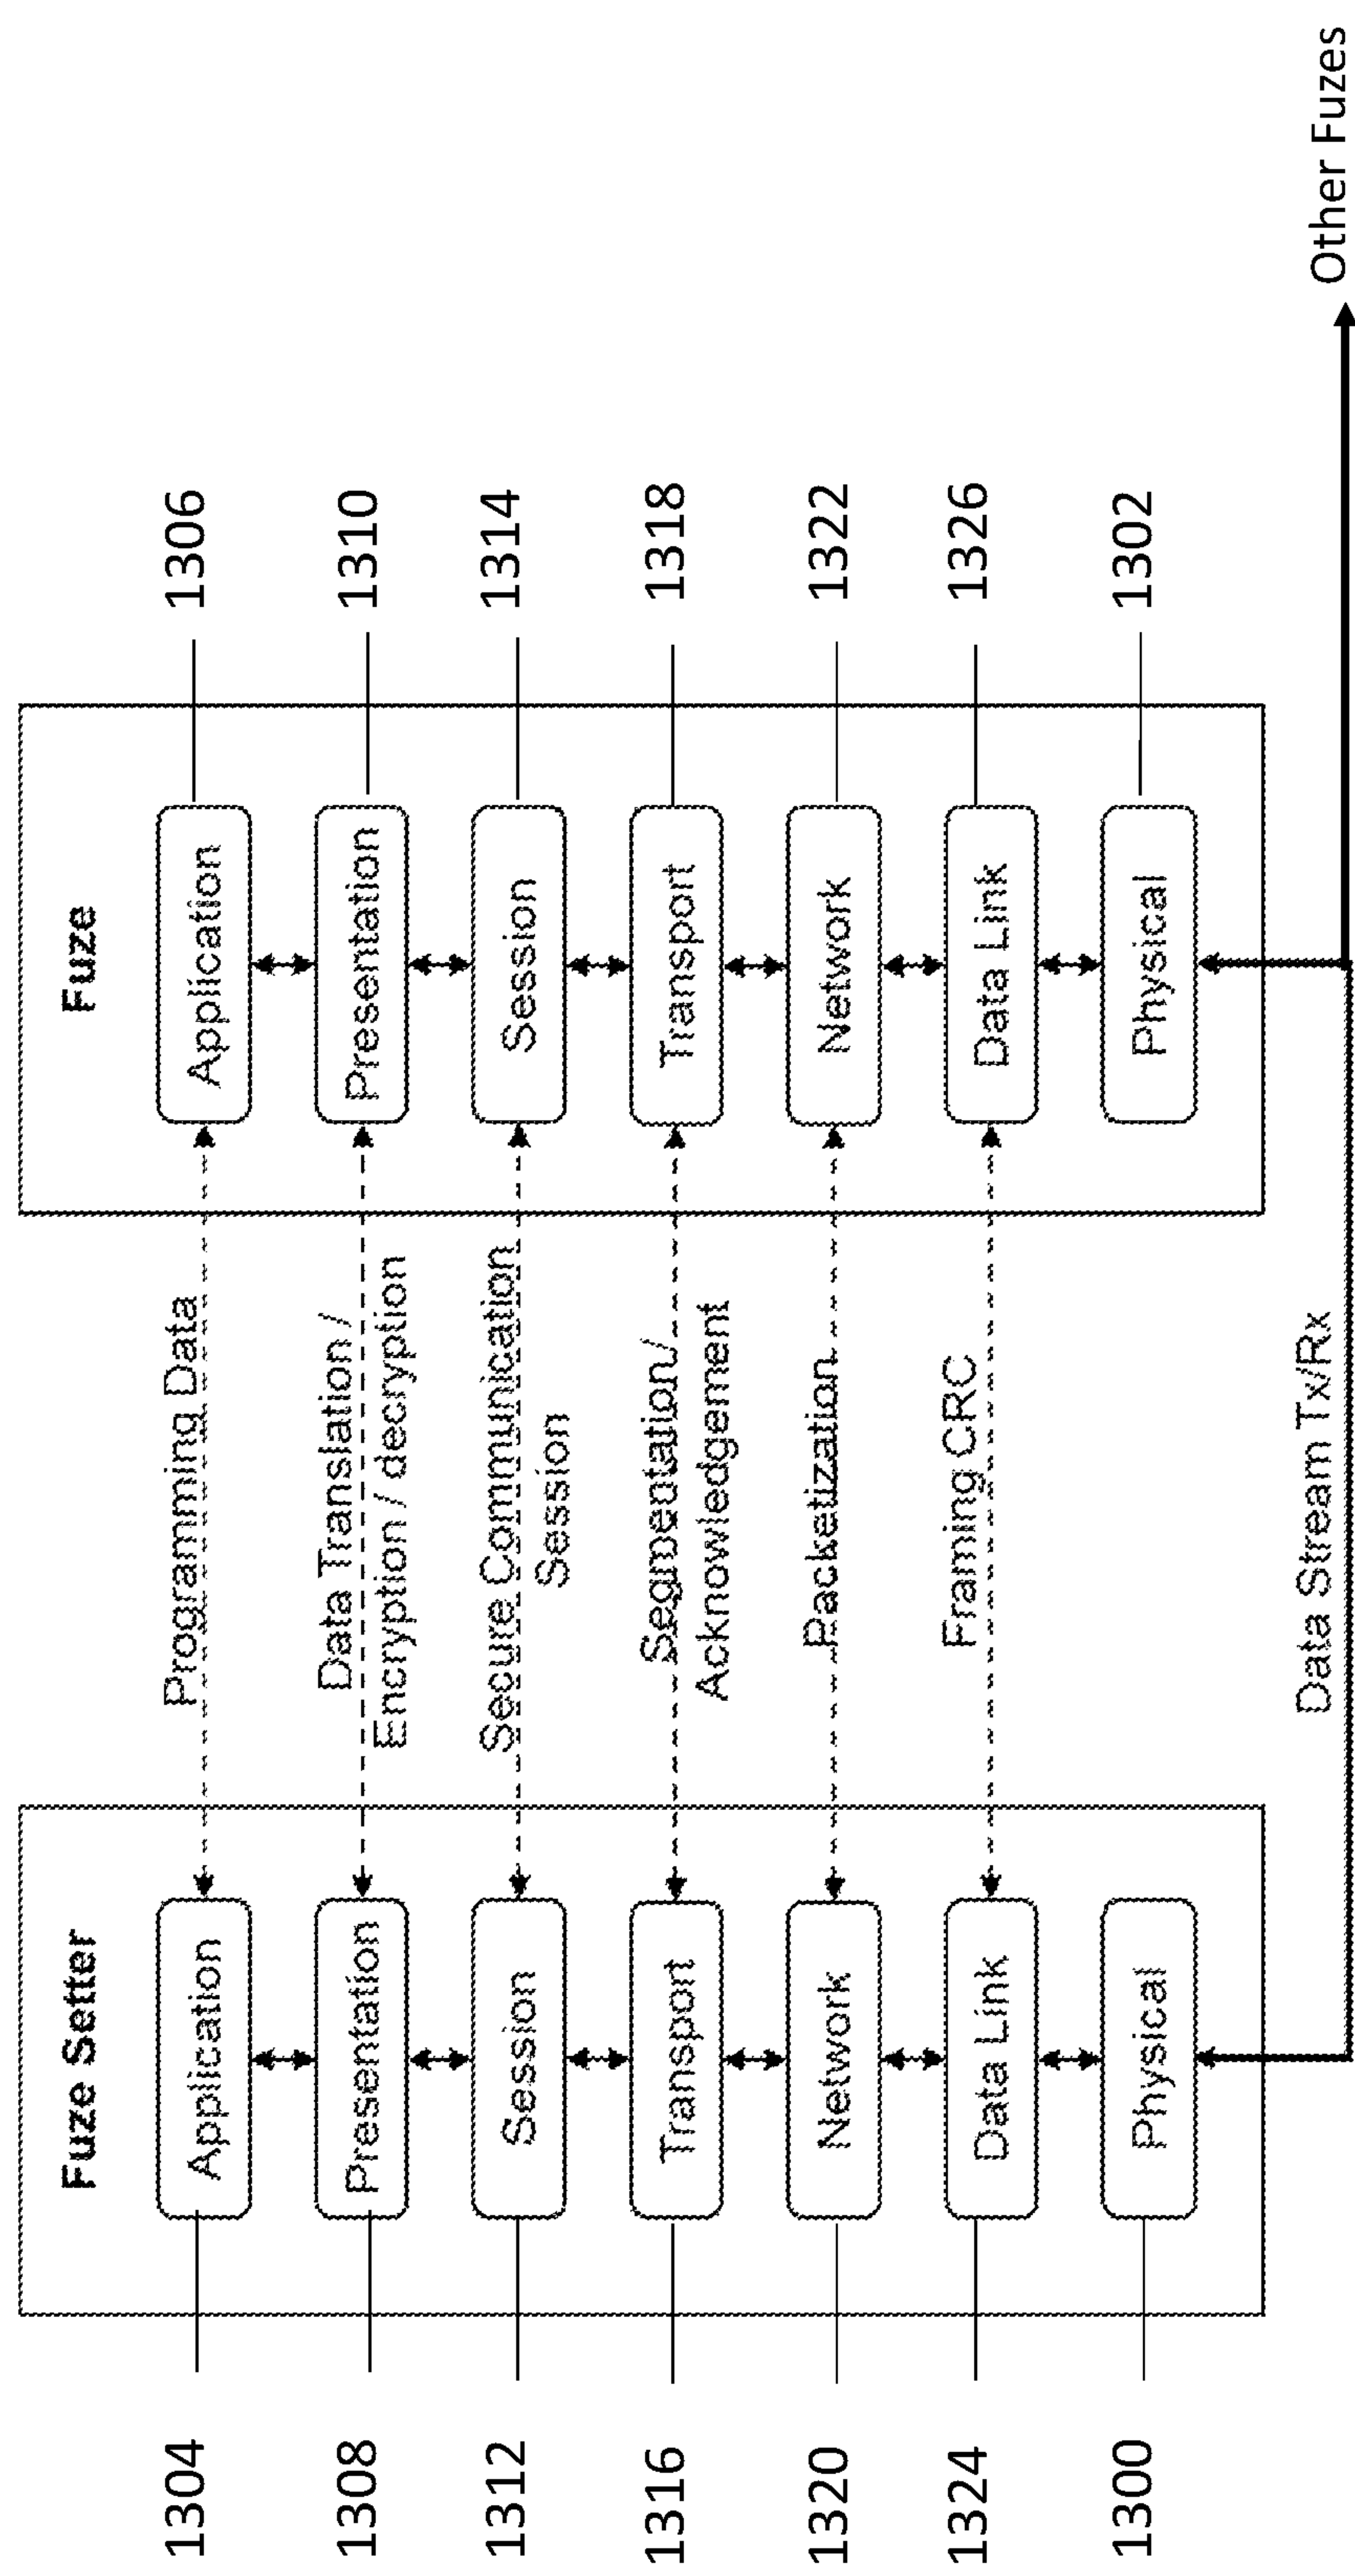 Fuze Setter
Fuze
1304
Application
Programming Data
Application
1306
1308
Presentation
Data Translation /
Encryption / decryption
Presentation
1310
1312
Session
Secure Communication
Session
Session
1314
1316
Transport
Segmentation/
Acknowledgement
Transport
1318
1320
Network
Packetization
Network
1322
1324
Data Link
Framing CRC
Data Link
1326
1300
Physical
Physical
1302
Data Stream Tx/Rx
Other Fuzes